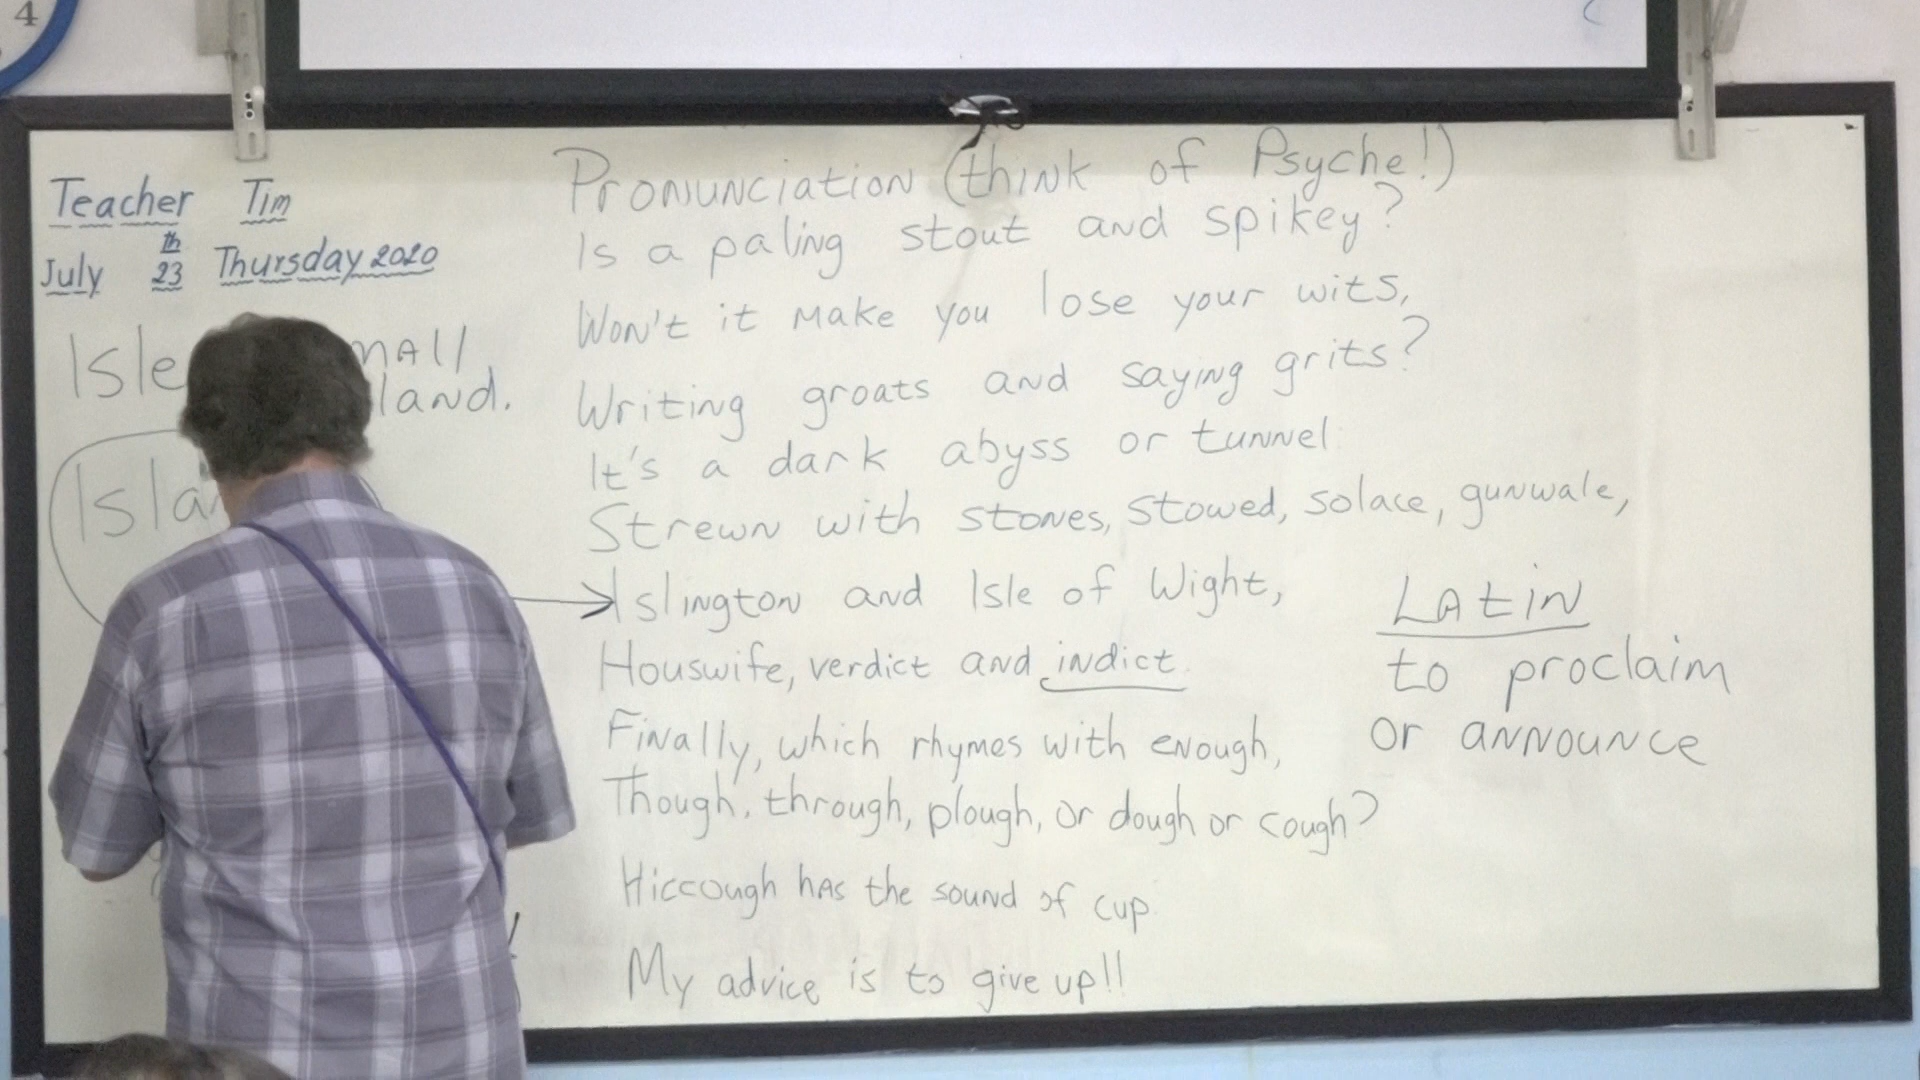 4
Teacher Tim
July 23th Thursday 2020
Isle
land.
Pronunciation (think of Psyche!)
Is a paling stout and spikey?
Won't it make you lose your wits,
Writing groats and saying grits?
It's a dark abyss or tunnel
Strewn with stones, stowed, solace, gunwale,
Islington and Isle of Wight,
Houswife, verdict and indict.
Finally, which rhymes with enough,
Though, through, plough, or dough or cough?
Hiccough has the sound of cup.
My advice is to give up!!
Latin
to proclaim
or announce